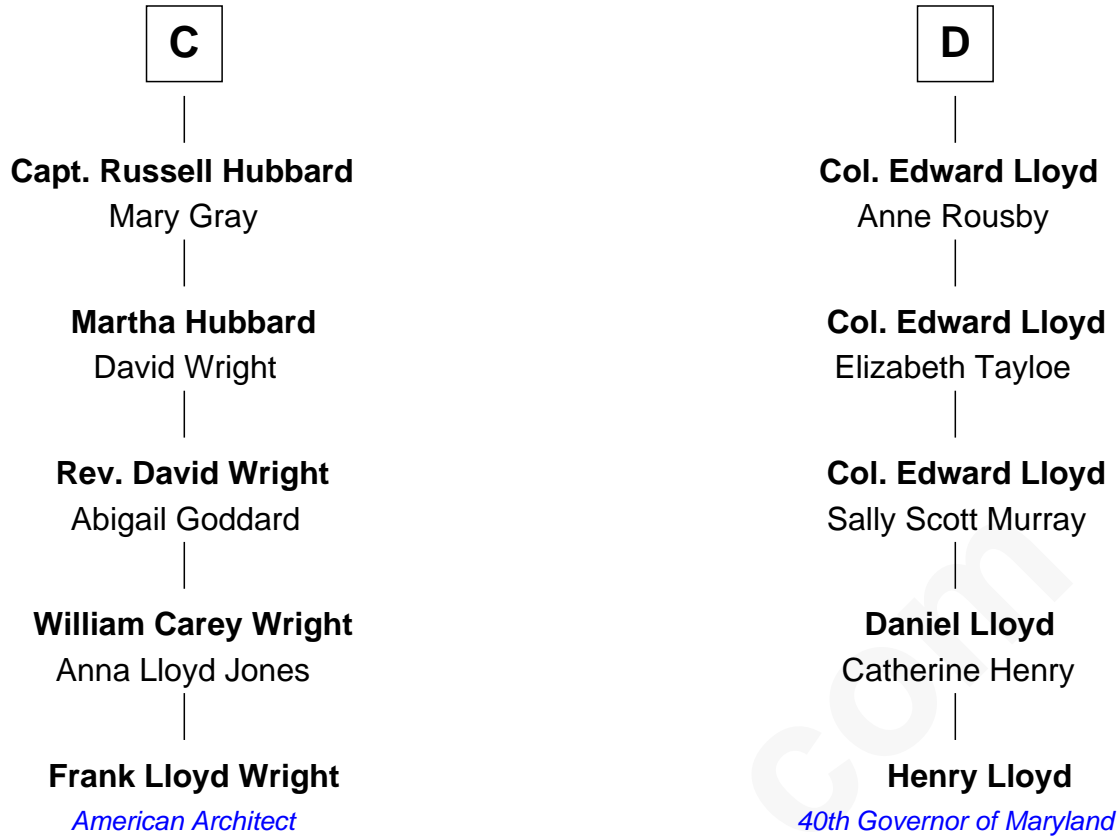 C
Capt. Russell Hubbard
Mary Gray
Martha Hubbard
David Wright
Rev. David Wright
Abigail Goddard
William Carey Wright
Anna Lloyd Jones
Frank Lloyd Wright
American Architect
D
Col. Edward Lloyd
Anne Rousby
Col. Edward Lloyd
Elizabeth Tayloe
Col. Edward Lloyd
Sally Scott Murray
Daniel Lloyd
Catherine Henry
Henry Lloyd
40th Governor of Maryland
com